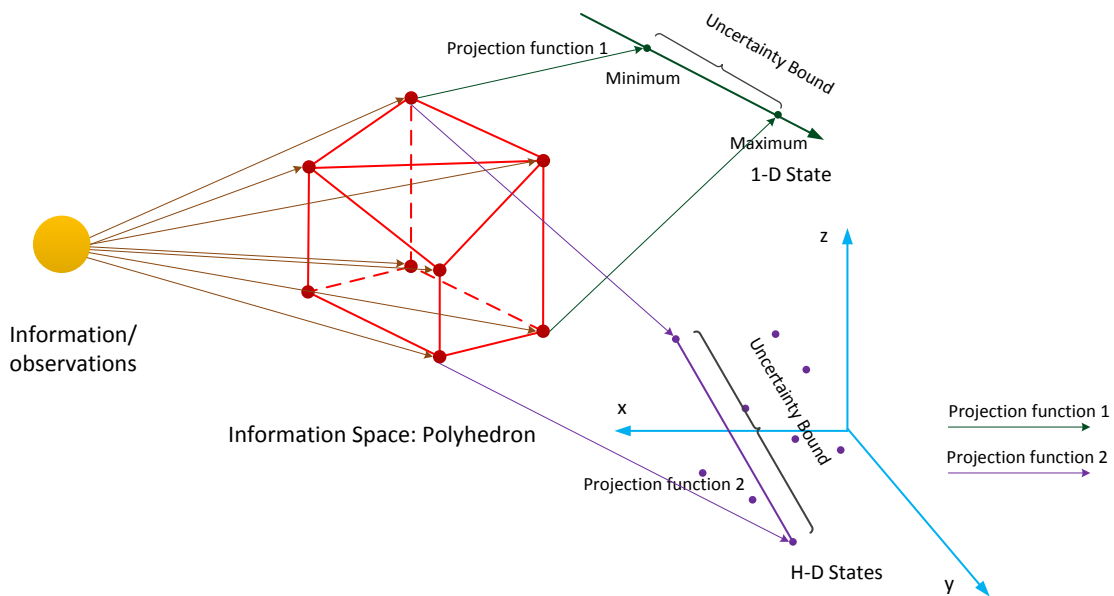 Projection function 1
Uncertainty Bound
Minimum
Maximum
1-D State
z
Information/
observations
Information Space: Polyhedron
x
Uncertainty Bound
Projection function 1
Projection function 2
Projection function 2
H-D States
y